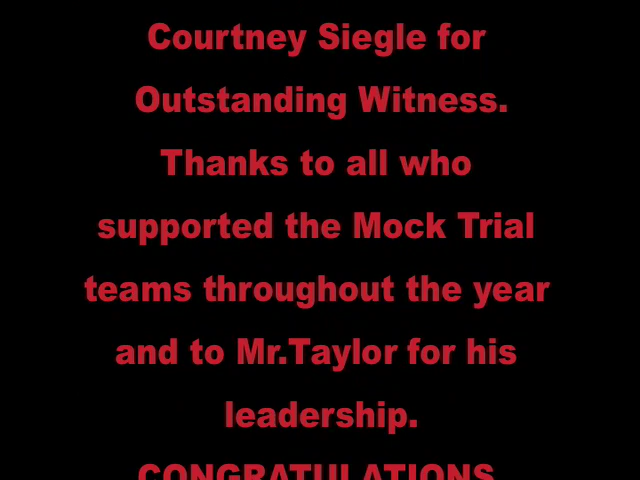 Courtney Siegle for
Outstanding Witness.
Thanks to all who
supported the Mock Trial
teams throughout the year
and to Mr.Taylor for his
leadership.
CONGRATULATIONS